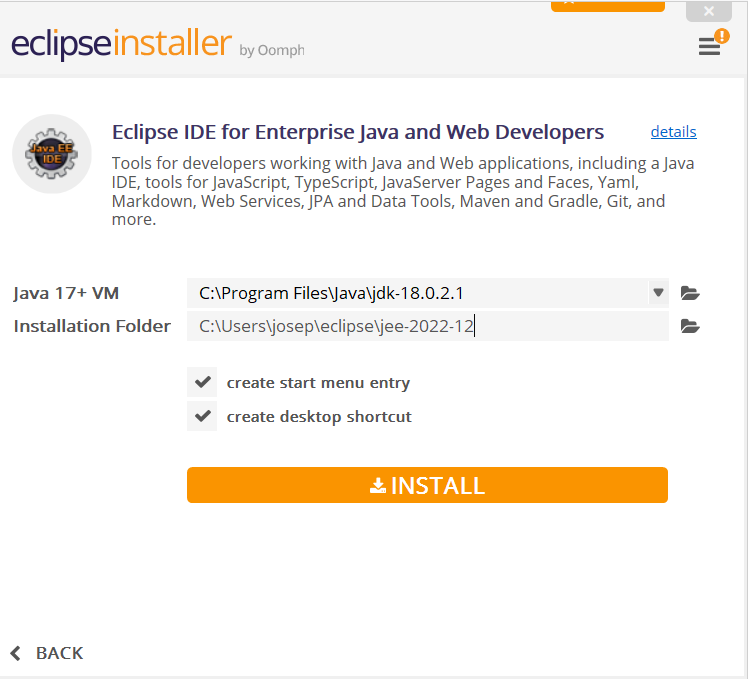 eclipseinstaller by Oomph
!
Java EE
IDE
Eclipse IDE for Enterprise Java and Web Developers details
Tools for developers working with Java and Web applications, including a Java
IDE, tools for JavaScript, TypeScript, JavaServer Pages and Faces, Yaml,
Markdown, Web Services, JPA and Data Tools, Maven and Gradle, Git, and
more.
Java 17+ VM C:\Program Files\Java\jdk-18.0.2.1
Installation Folder C:\Users\josep\eclipse\jee-2022-12
create start menu entry
create desktop shortcut
INSTALL
BACK